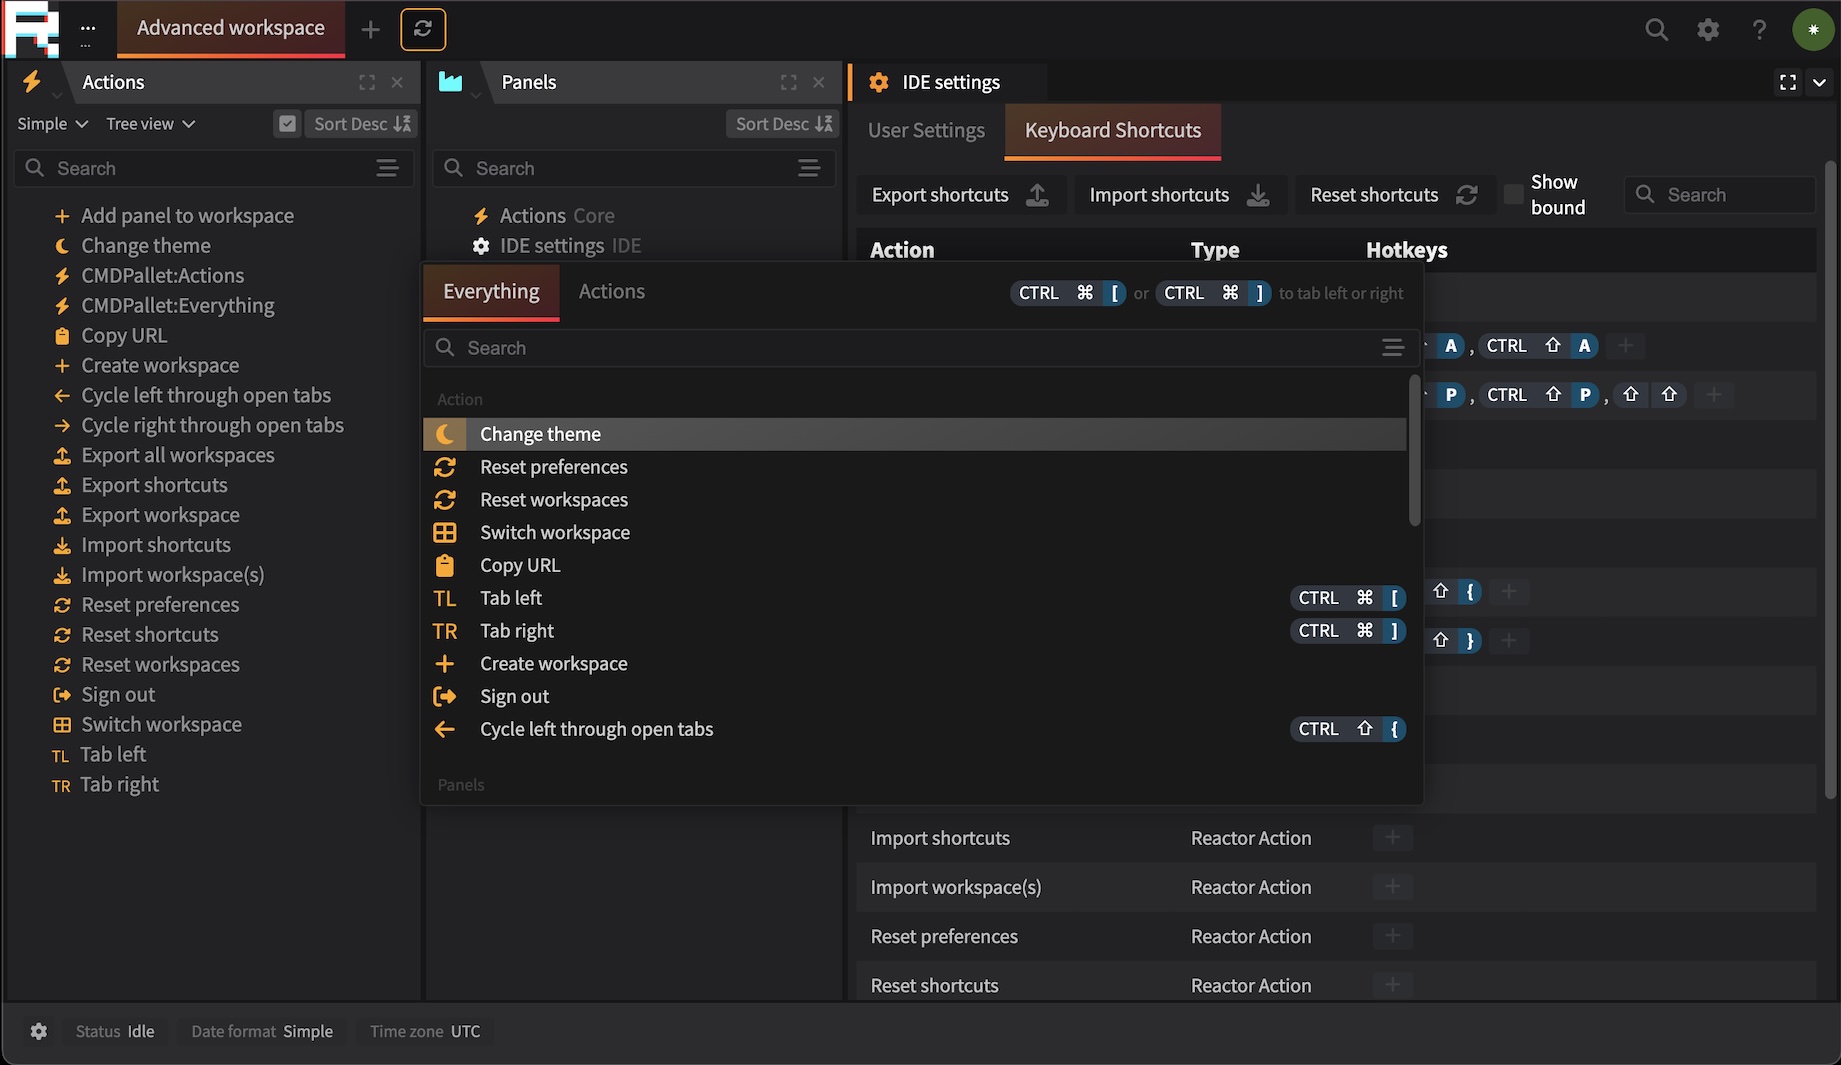 Advanced workspace
Actions
Simple
Tree view
Sort Desc
Search
Add panel to workspace
Change theme
CMDPallet:Actions
CMDPallet:Everything
Copy URL
Create workspace
Cycle left through open tabs
Cycle right through open tabs
Export all workspaces
Export shortcuts
Export workspace
Import shortcuts
Import workspace(s)
Reset preferences
Reset shortcuts
Reset workspaces
Sign out
Switch workspace
TL Tab left
TR Tab right
Panels
Sort Desc
Search
Actions Core
IDE settings IDE
IDE settings
User Settings
Keyboard Shortcuts
Export shortcuts
Import shortcuts
Reset shortcuts
Show
bound
Search
Action Type Hotkeys
A , CTRL ⇧ A
P , CTRL ⇧ P , ⇧ ⇧
⇧ {
⇧ }
Everything
Actions
CTRL ⌘ [ or CTRL ⌘ ] to tab left or right
Search
Action
Change theme
Reset preferences
Reset workspaces
Switch workspace
Copy URL
TL Tab left CTRL ⌘ [
TR Tab right CTRL ⌘ ]
Create workspace
Sign out
Cycle left through open tabs CTRL ⇧ {
Panels
Import shortcuts Reactor Action
Import workspace(s) Reactor Action
Reset preferences Reactor Action
Reset shortcuts Reactor Action
Status Idle
Date format Simple
Time zone UTC